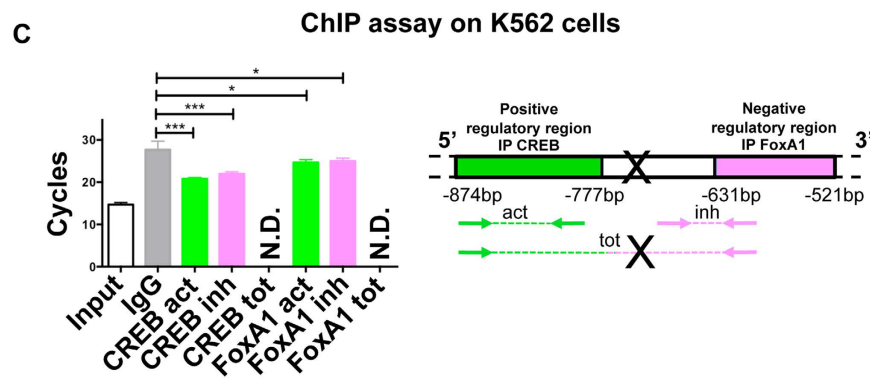 C
ChIP assay on K562 cells
*
*
***
***
Cycles
30
20
10
0
N.D.
N.D.
Input
IgG
CREB act
CREB inh
CREB tot
FoxA1 act
FoxA1 inh
FoxA1 tot
Positive
regulatory region
IP CREB
Negative
regulatory region
IP FoxA1
5’
3’
X
-874bp
-777bp
-631bp
-521bp
act
inh
tot
X